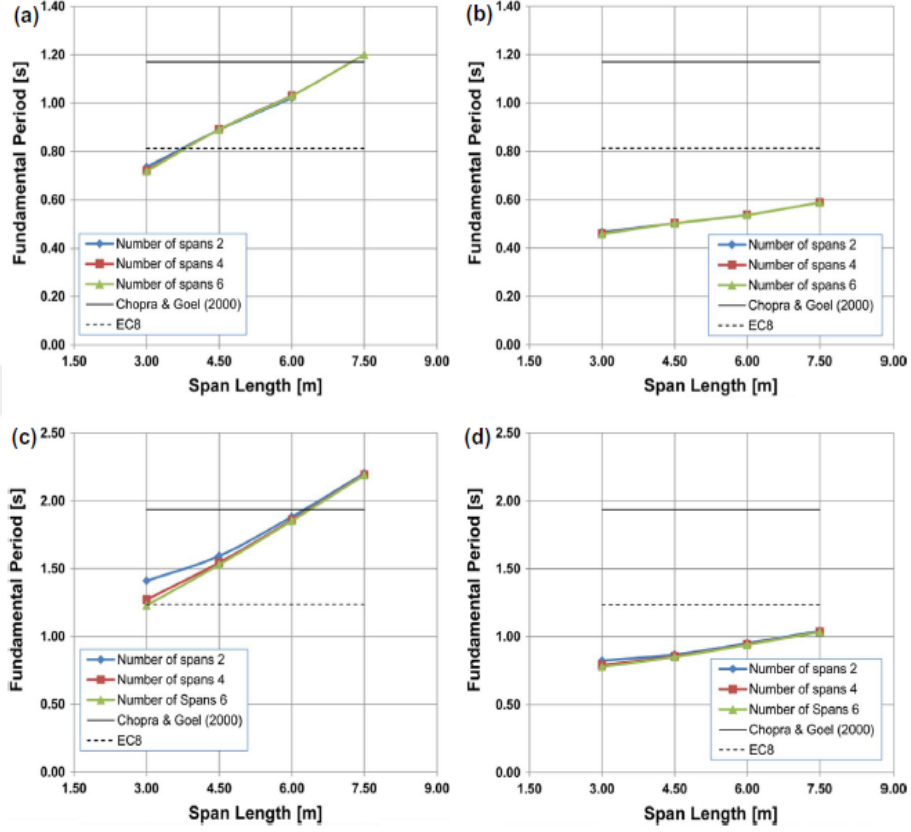 (a)
Fundamental Period [s]
1.40
1.20
1.00
0.80
0.60
0.40
0.20
0.00
Number of spans 2
Number of spans 4
Number of spans 6
Chopra & Goel (2000)
EC8
1.50 3.00 4.50 6.00 7.50 9.00
Span Length [m]
(b)
Fundamental Period [s]
1.40
1.20
1.00
0.80
0.60
0.40
0.20
0.00
Number of spans 2
Number of spans 4
Number of spans 6
Chopra & Goel (2000)
EC8
1.50 3.00 4.50 6.00 7.50 9.00
Span Length [m]
(c)
Fundamental Period [s]
2.50
2.00
1.50
1.00
0.50
0.00
Number of spans 2
Number of spans 4
Number of Spans 6
Chopra & Goel (2000)
EC8
1.50 3.00 4.50 6.00 7.50 9.00
Span Length [m]
(d)
Fundamental Period [s]
2.50
2.00
1.50
1.00
0.50
0.00
Number of spans 2
Number of spans 4
Number of Spans 6
Chopra & Goel (2000)
EC8
1.50 3.00 4.50 6.00 7.50 9.00
Span Length [m]